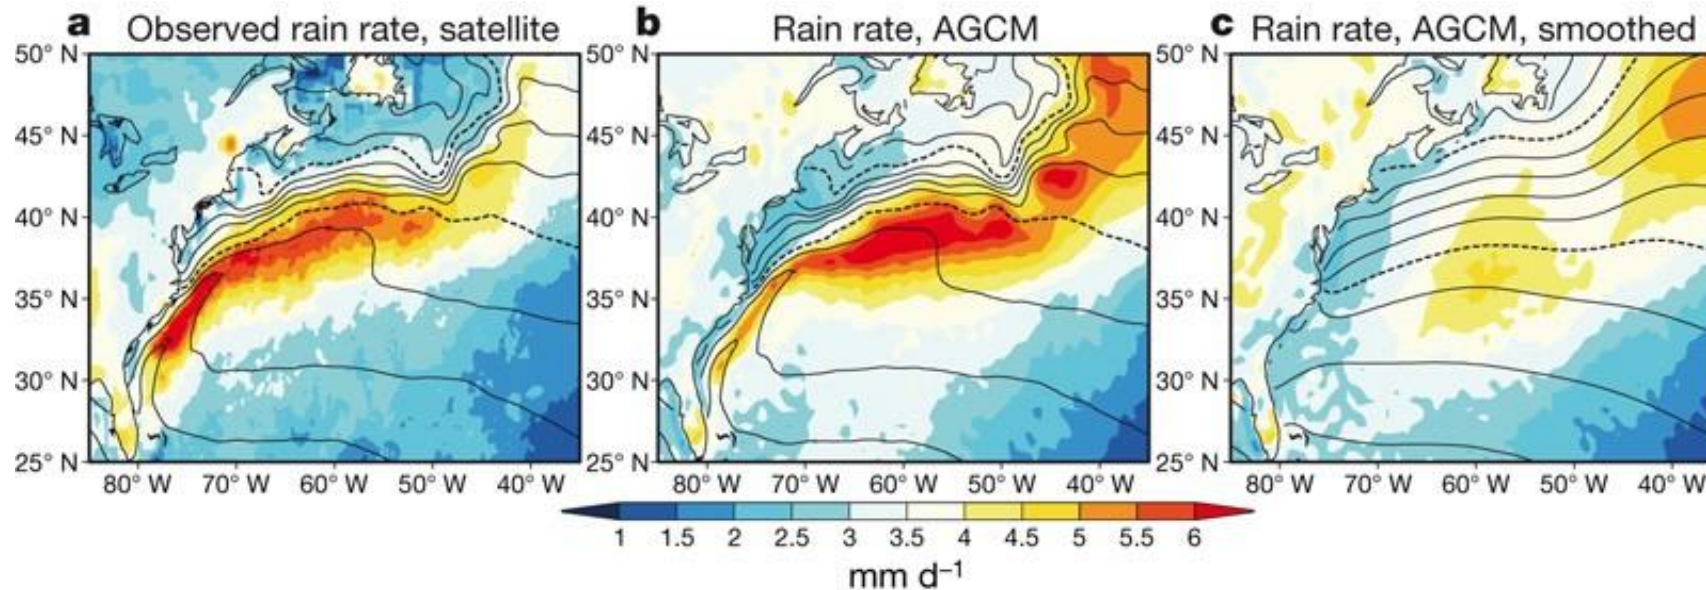 a Observed rain rate, satellite
50° N
45° N
40° N
35° N
30° N
25° N
80° W 70° W 60° W 50° W 40° W
b Rain rate, AGCM
50° N
45° N
40° N
35° N
30° N
25° N
80° W 70° W 60° W 50° W 40° W
c Rain rate, AGCM, smoothed
50° N
45° N
40° N
35° N
30° N
25° N
80° W 70° W 60° W 50° W 40° W
1 1.5 2 2.5 3 3.5 4 4.5 5 5.5 6
mm d⁻¹